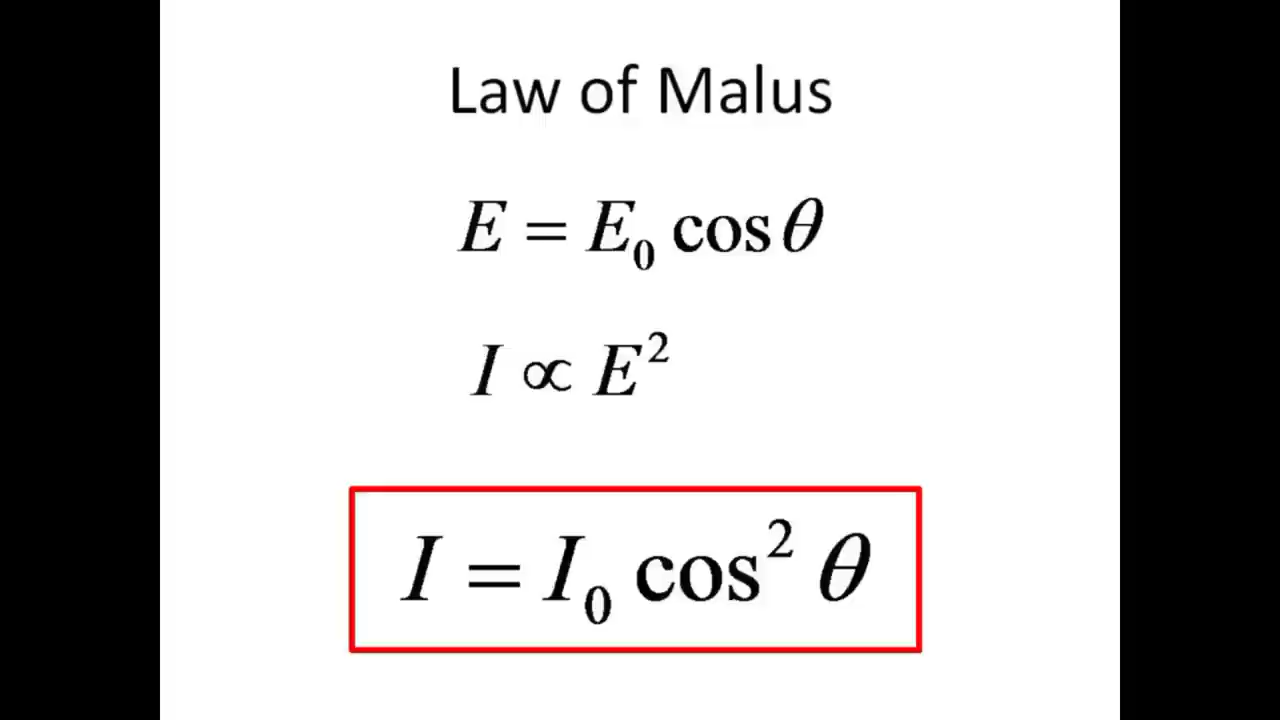 Law of Malus
E = E₀ cos θ
I ∝ E²
I = I₀ cos² θ